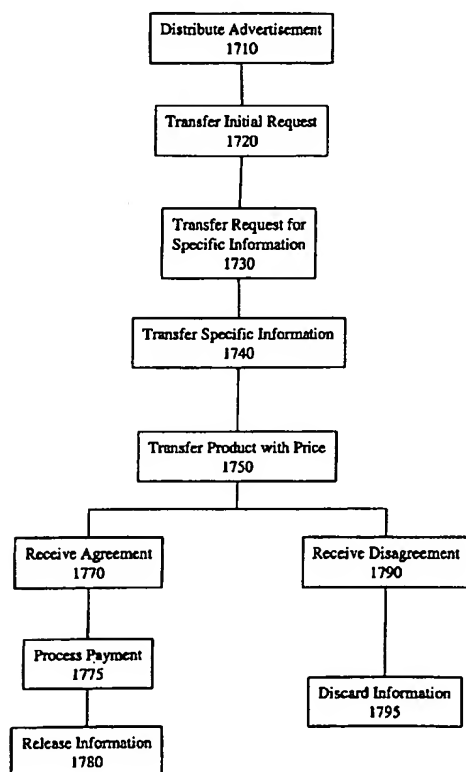 Distribute Advertisement
1710
Transfer Initial Request
1720
Transfer Request for
Specific Information
1730
Transfer Specific Information
1740
Transfer Product with Price
1750
Receive Agreement
1770
Receive Disagreement
1790
Process Payment
1775
Discard Information
1795
Release Information
1780